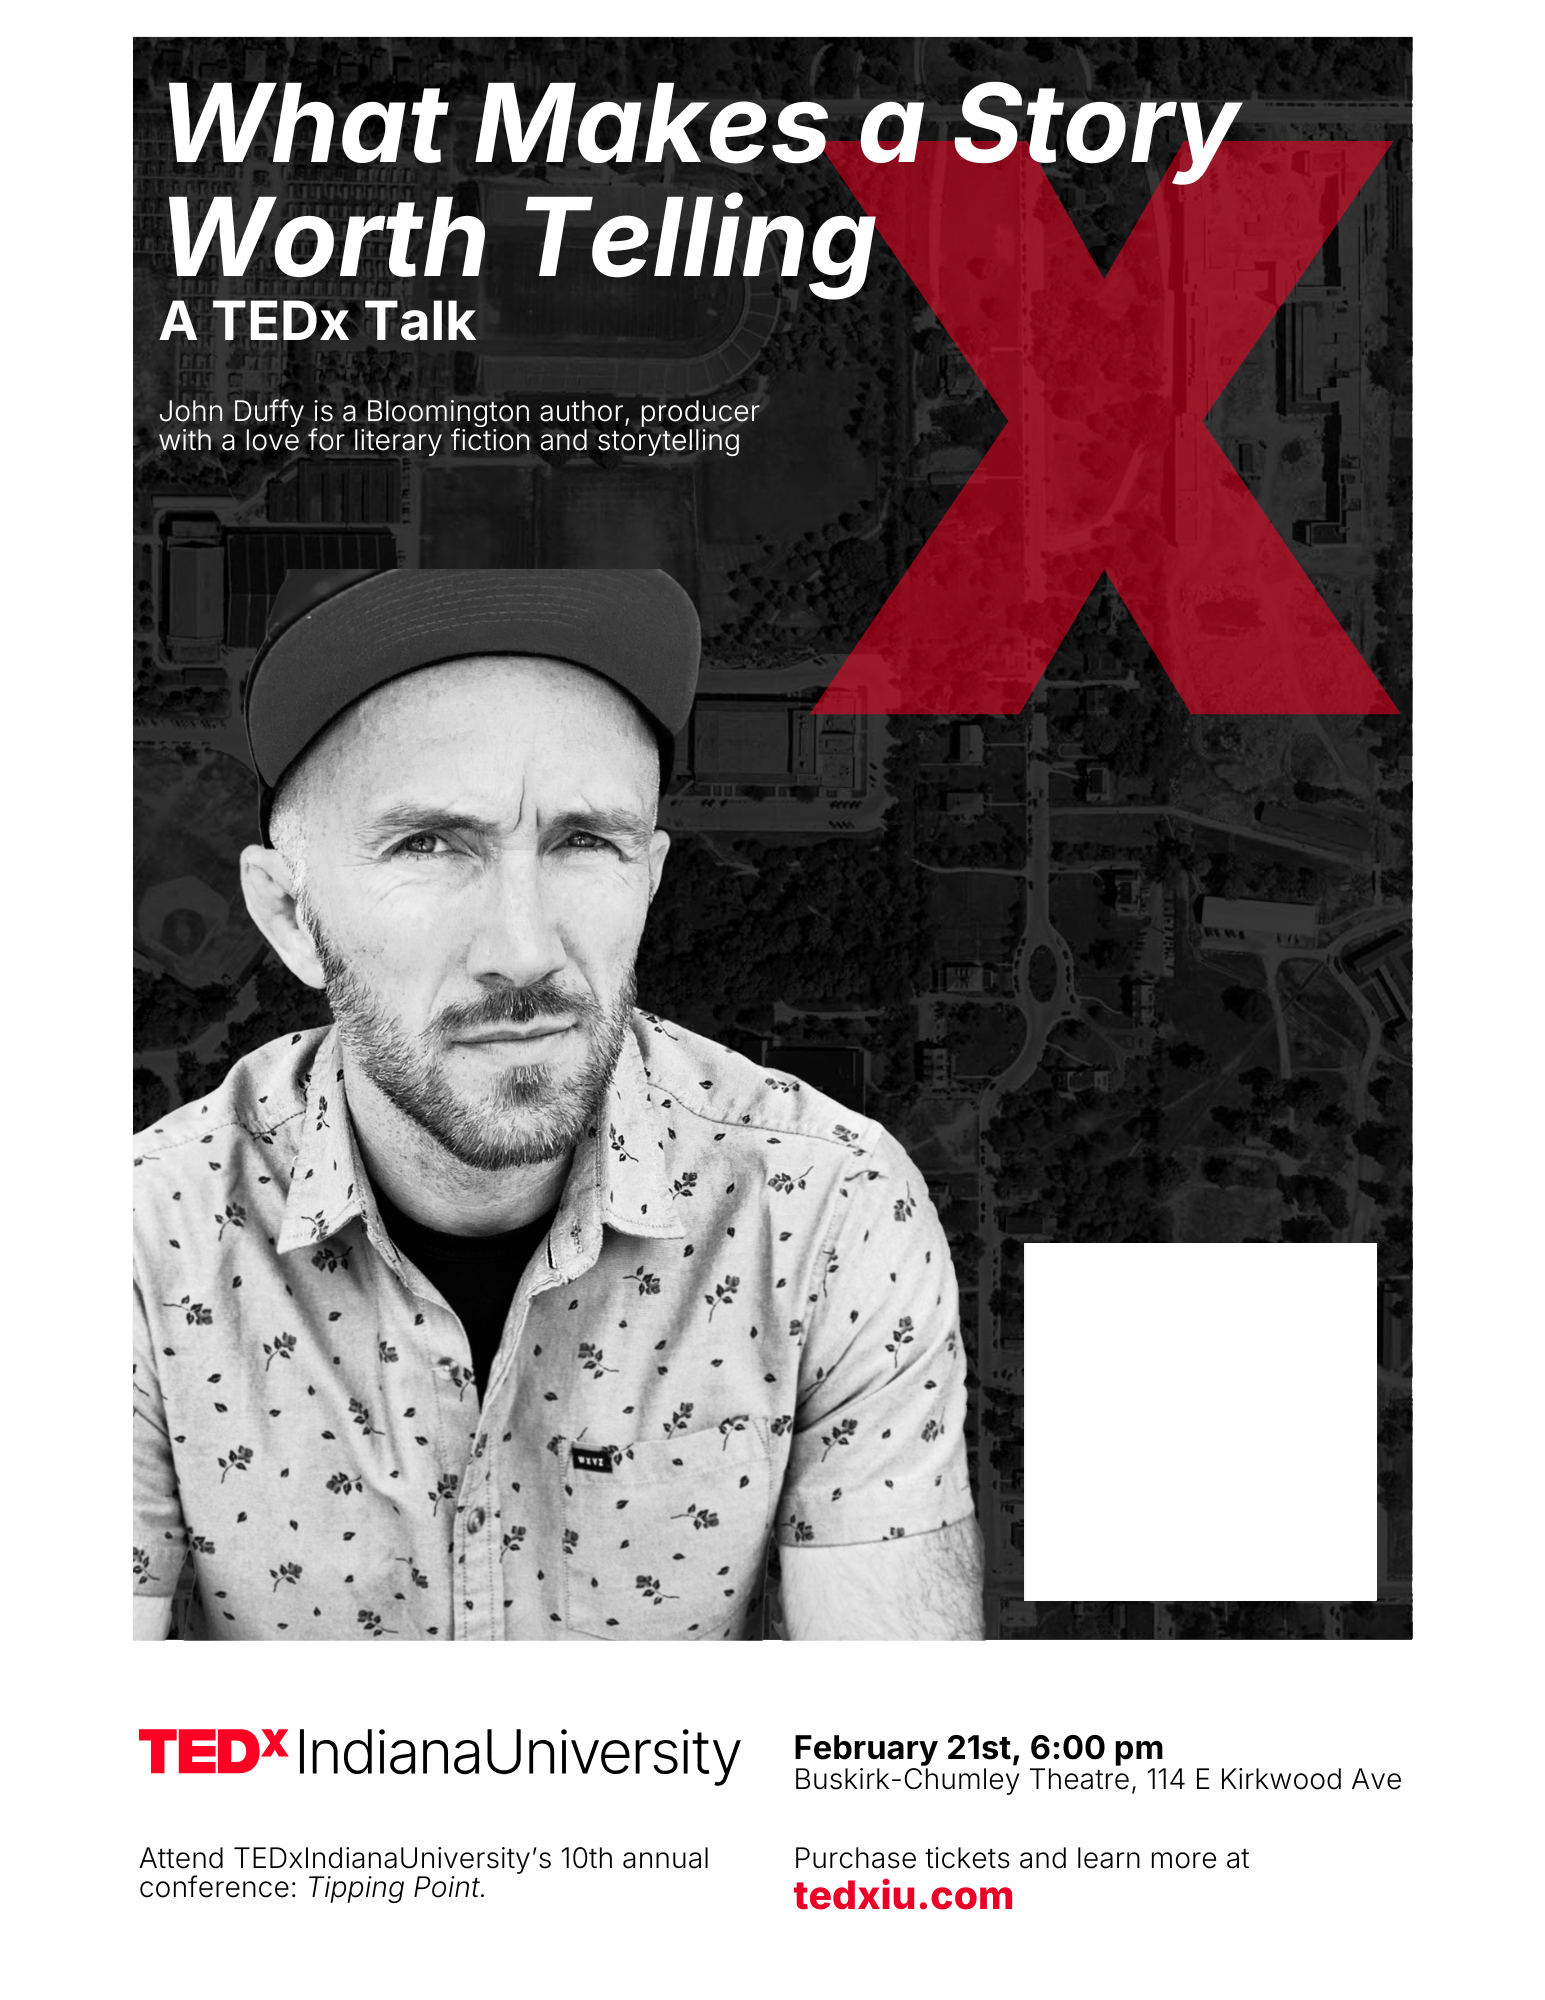 What Makes a Story
Worth Telling
A TEDx Talk
John Duffy is a Bloomington author, producer
with a love for literary fiction and storytelling
WXYZ
TEDx IndianaUniversity
February 21st, 6:00 pm
Buskirk-Chumley Theatre, 114 E Kirkwood Ave
Attend TEDxIndianaUniversity’s 10th annual
conference: Tipping Point.
Purchase tickets and learn more at
tedxiu.com